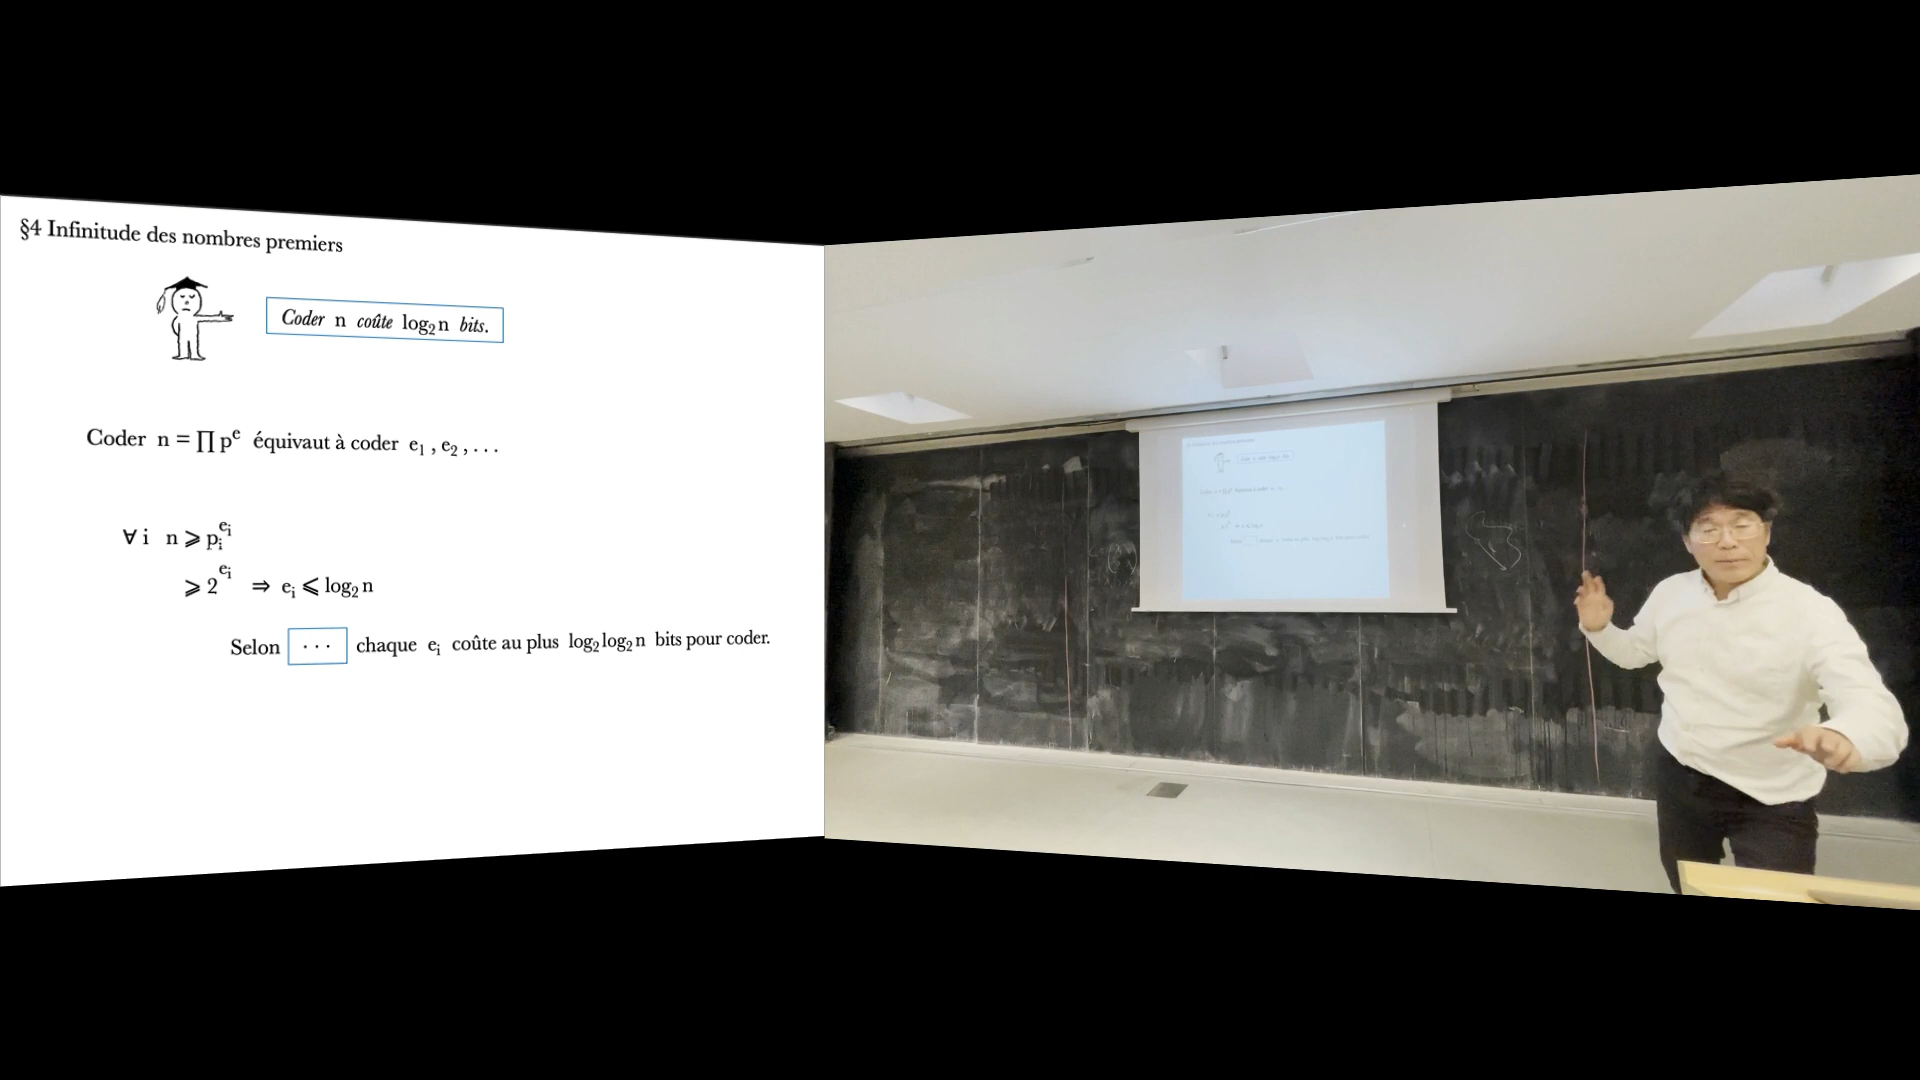 §4 Infinitude des nombres premiers
Coder n coûte log₂n bits.
Coder n = ∏ pᵉ équivaut à coder e₁ , e₂ , . . .
∀ i n ⩾ pᵢ^eᵢ
⩾ 2^eᵢ ⇒ eᵢ ⩽ log₂ n
Selon . . . chaque eᵢ coûte au plus log₂log₂n bits pour coder.